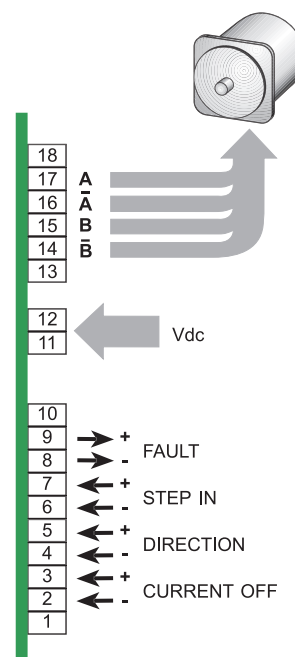 18
17 A
16 A̅
15 B
14 B̅
13
12
11
Vdc
10
9 +
8 -
FAULT
7 +
6 -
STEP IN
5 +
4 -
DIRECTION
3 +
2 -
CURRENT OFF
1